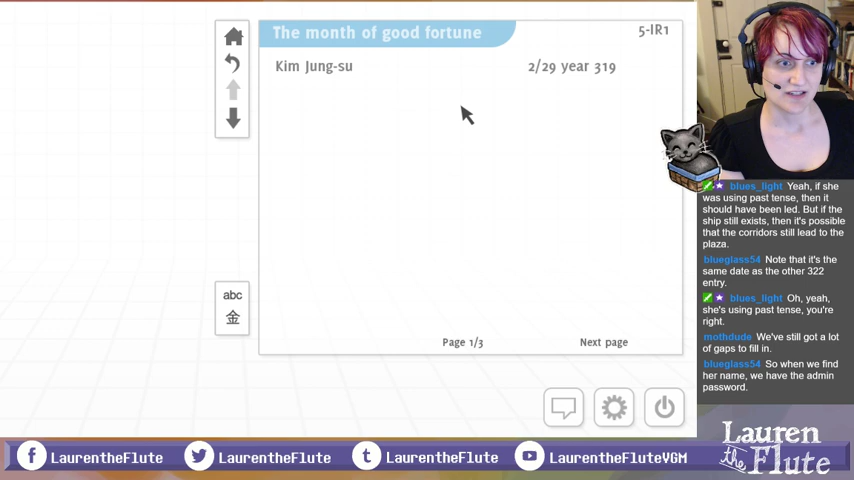 The month of good fortune
5-IR1
Kim Jung-su
2/29 year 319
abc
金
Page 1/3
Next page
blues_light Yeah, if she
was using past tense, then it
should have been led. But if the
ship still exists, then it's possible
that the corridors still lead to the
plaza.
blueglass54 Note that it's the
same date as the other 322
entry.
blues_light Oh, yeah,
she's using past tense, you're
right.
mothdude We've still got a lot
of gaps to fill in.
blueglass54 So when we find
her name, we have the admin
password.
LaurentheFlute
LaurentheFlute
LaurentheFlute
LaurentheFluteVGM
Lauren
the Flute